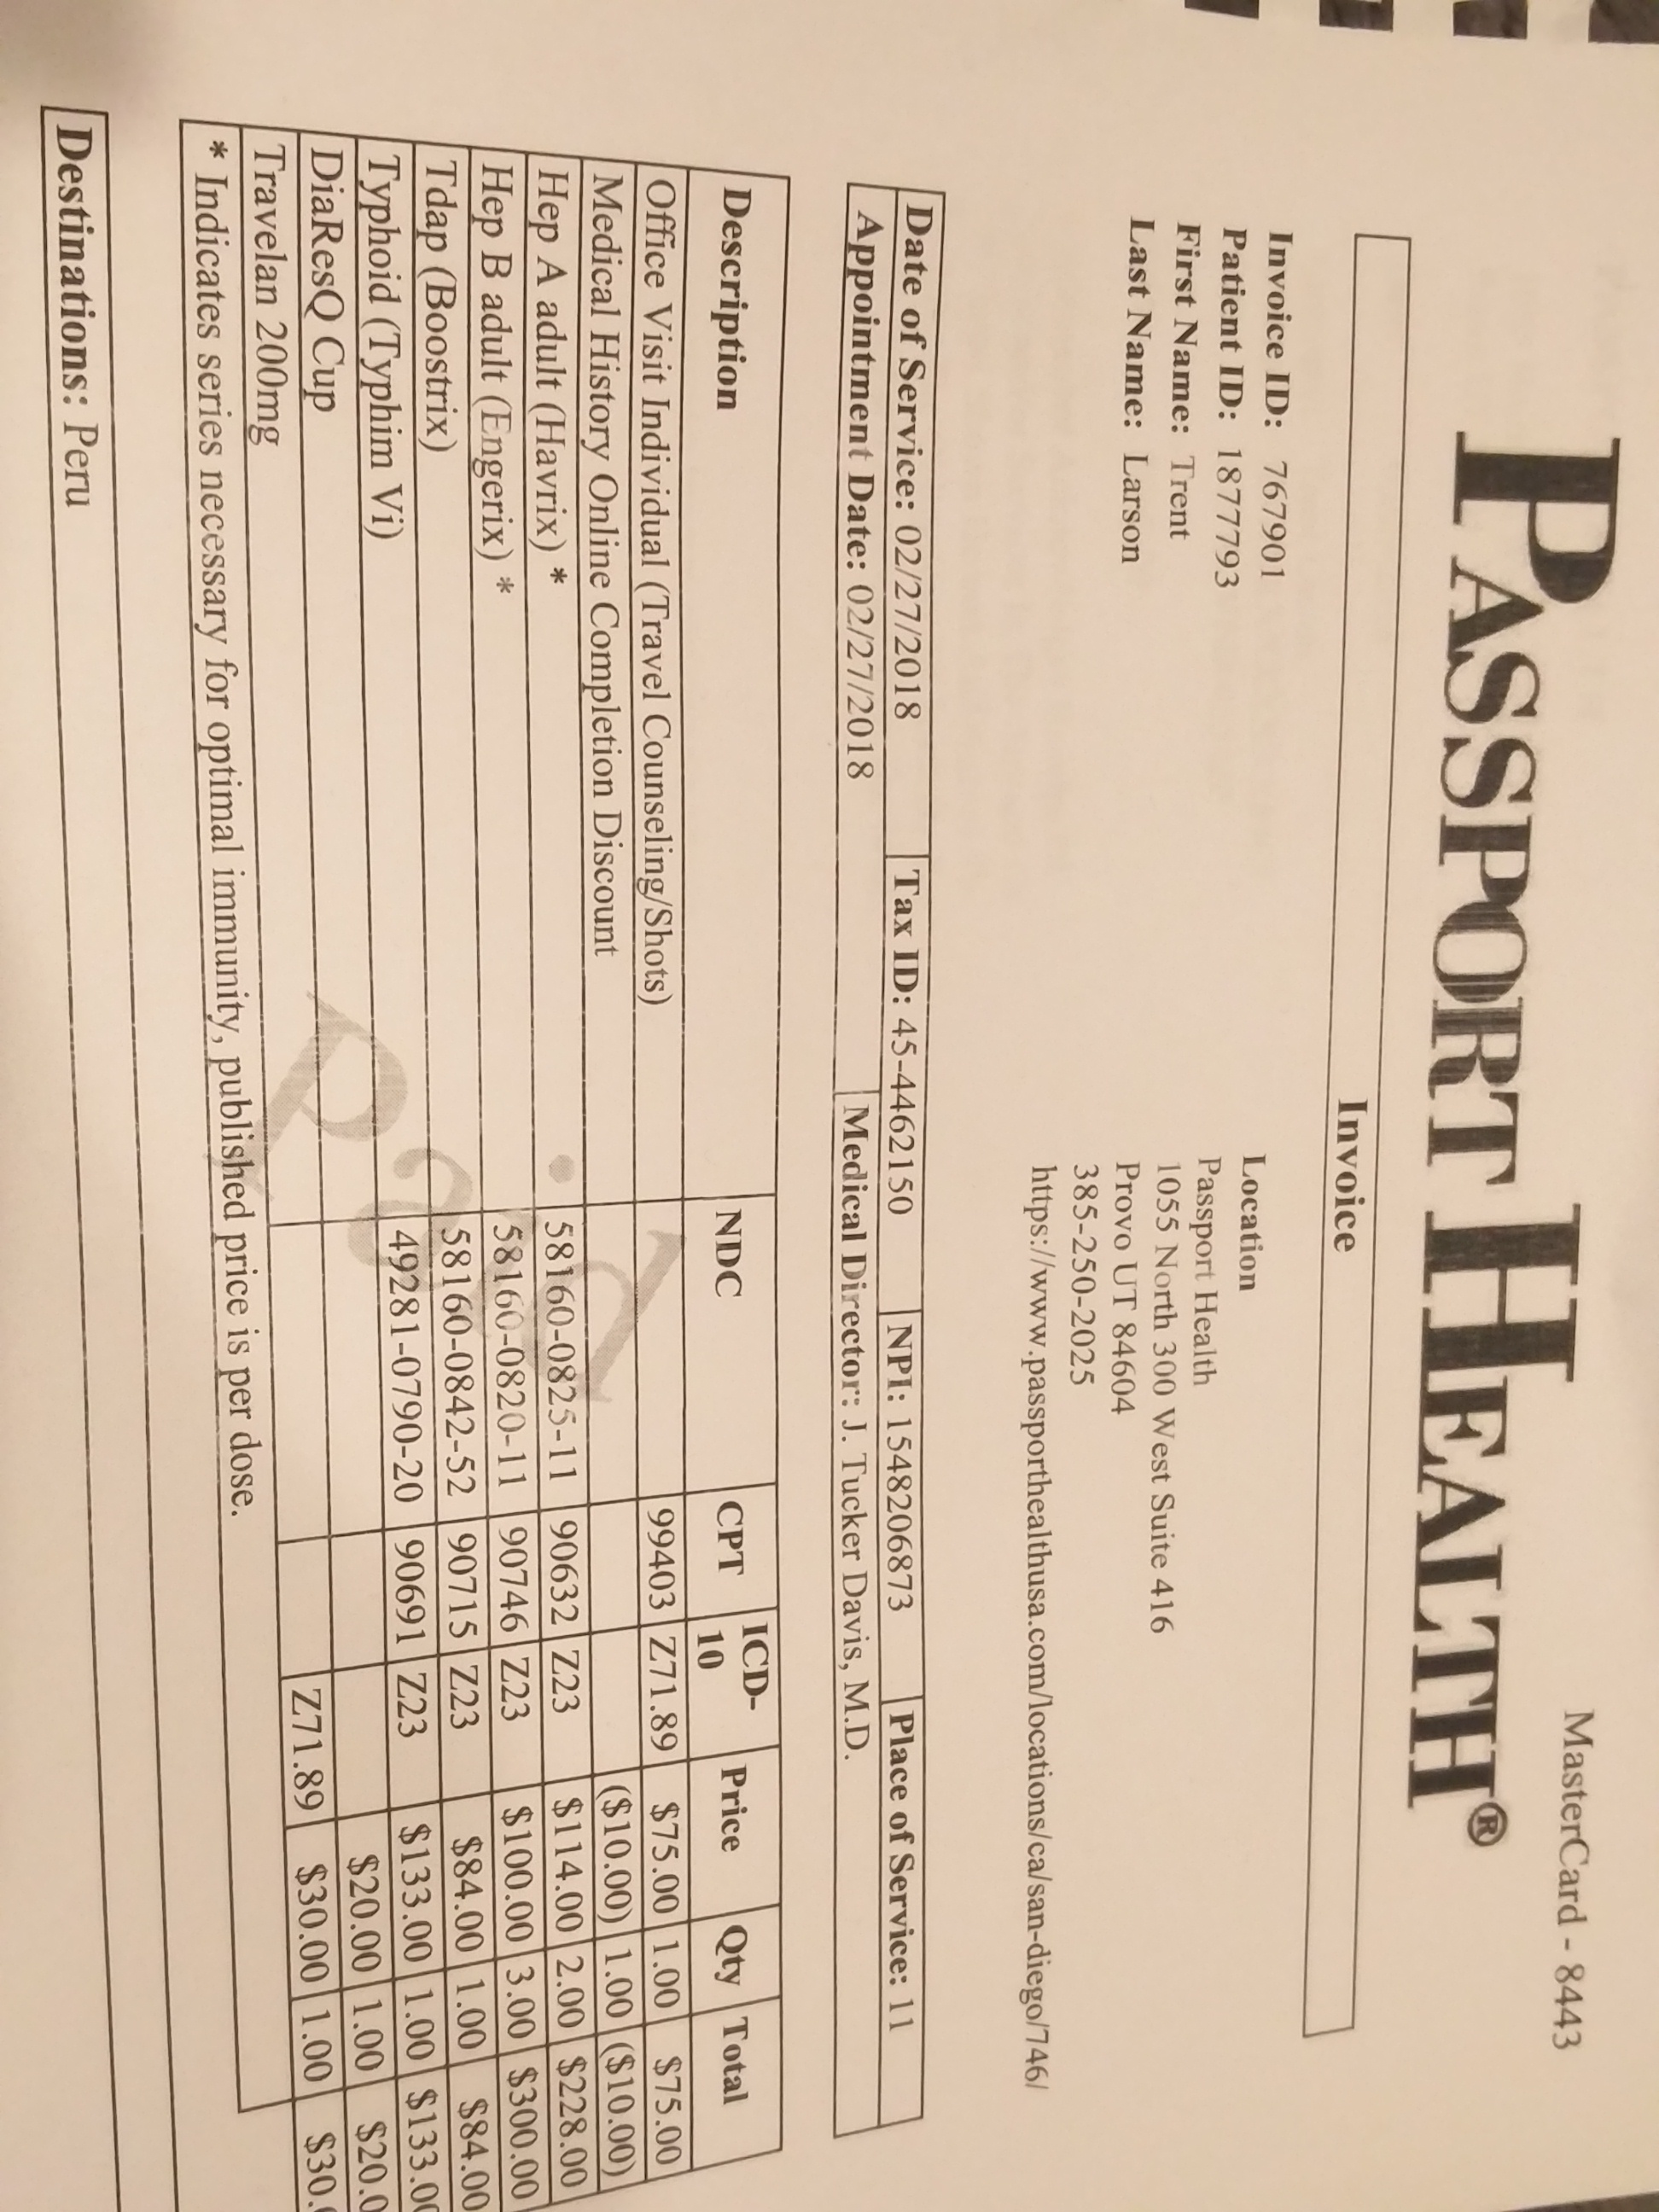 MasterCard - 8443
PASSPORT HEALTH®
Invoice
Invoice ID: 767901
Patient ID: 1877793
First Name: Trent
Last Name: Larson
Location
Passport Health
1055 North 300 West Suite 416
Provo UT 84604
385-250-2025
https://www.passporthealthusa.com/locations/ca/san-diego/746/
Date of Service: 02/27/2018 Tax ID: 45-4462150 NPI: 1548206873 Place of Service: 11
Appointment Date: 02/27/2018 Medical Director: J. Tucker Davis, M.D.
Description NDC CPT ICD-10 Price Qty Total
Office Visit Individual (Travel Counseling/Shots) 99403 Z71.89 $75.00 1.00 $75.00
Medical History Online Completion Discount ($10.00) 1.00 ($10.00)
Hep A adult (Havrix) * 58160-0825-11 90632 Z23 $114.00 2.00 $228.00
Hep B adult (Engerix) * 58160-0820-11 90746 Z23 $100.00 3.00 $300.00
Tdap (Boostrix) 58160-0842-52 90715 Z23 $84.00 1.00 $84.00
Typhoid (Typhim Vi) 49281-0790-20 90691 Z23 $133.00 1.00 $133.00
DiaResQ Cup $20.00 1.00 $20.0
Travelan 200mg Z71.89 $30.00 1.00 $30.
* Indicates series necessary for optimal immunity, published price is per dose.
Paid
Destinations: Peru